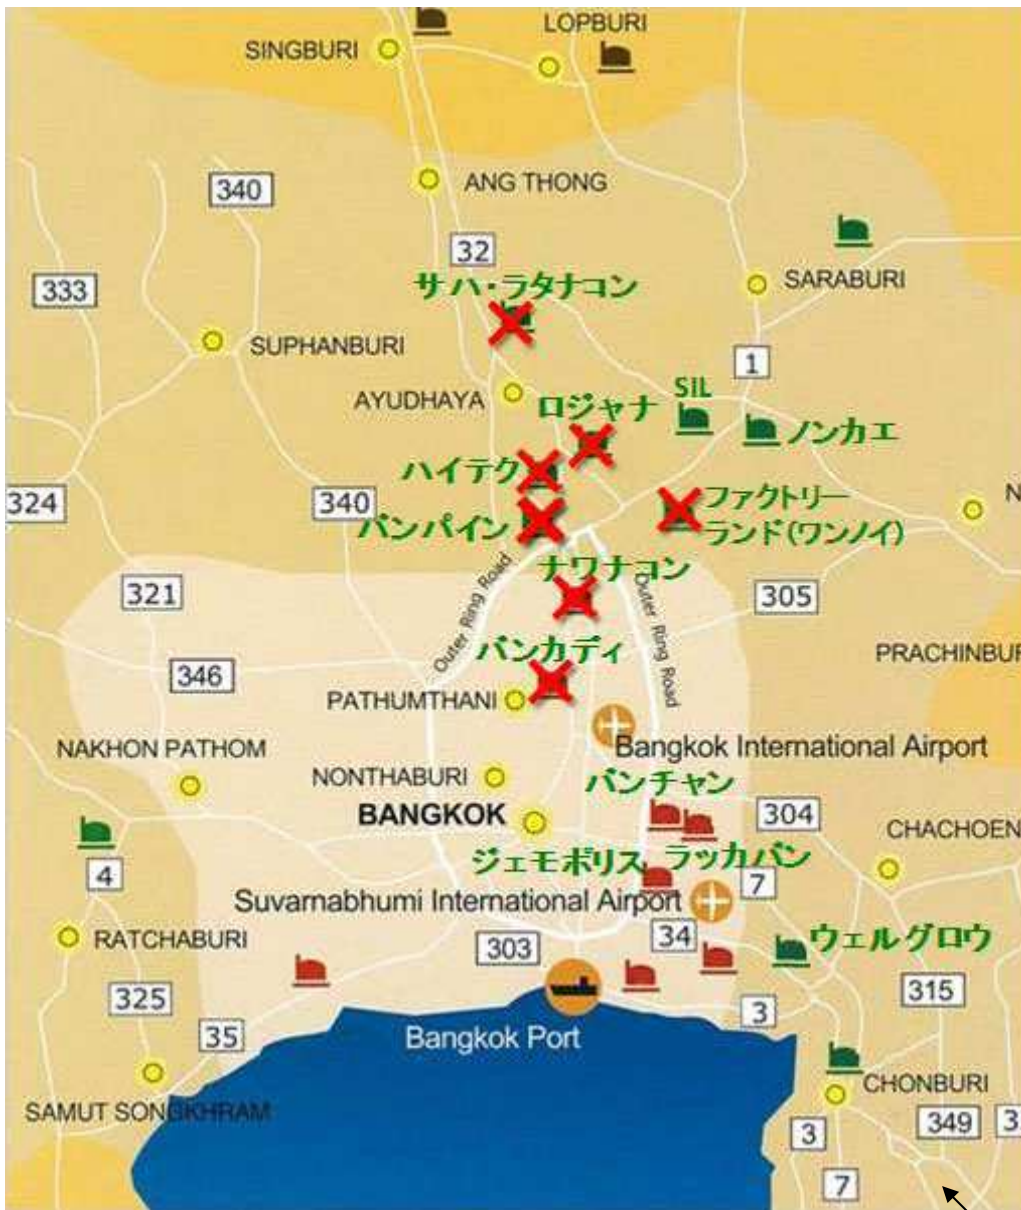 LOPBURI
SINGBURI
ANG THONG
340
32
333
サハ・ラタナコン
SARABURI
SUPHANBURI
1
AYUDHAYA
SIL
ロジャナ
ノンカエ
ハイテク
324
340
ファクトリー
ランド(ワンノイ)
N
バンパイン
ナワナコン
Outer Ring Road
Outer Ring Road
321
305
バンカディ
346
PRACHINBUR
PATHUMTHANI
NAKHON PATHOM
Bangkok International Airport
NONTHABURI
バンチャン
BANGKOK
304
CHACHOEN
ジェモポリス
ラッカバン
4
7
Suvarnabhumi International Airport
RATCHABURI
303
34
ウェルグロウ
325
315
35
Bangkok Port
3
CHONBURI
SAMUT SONGKHRAM
3
349
3
7